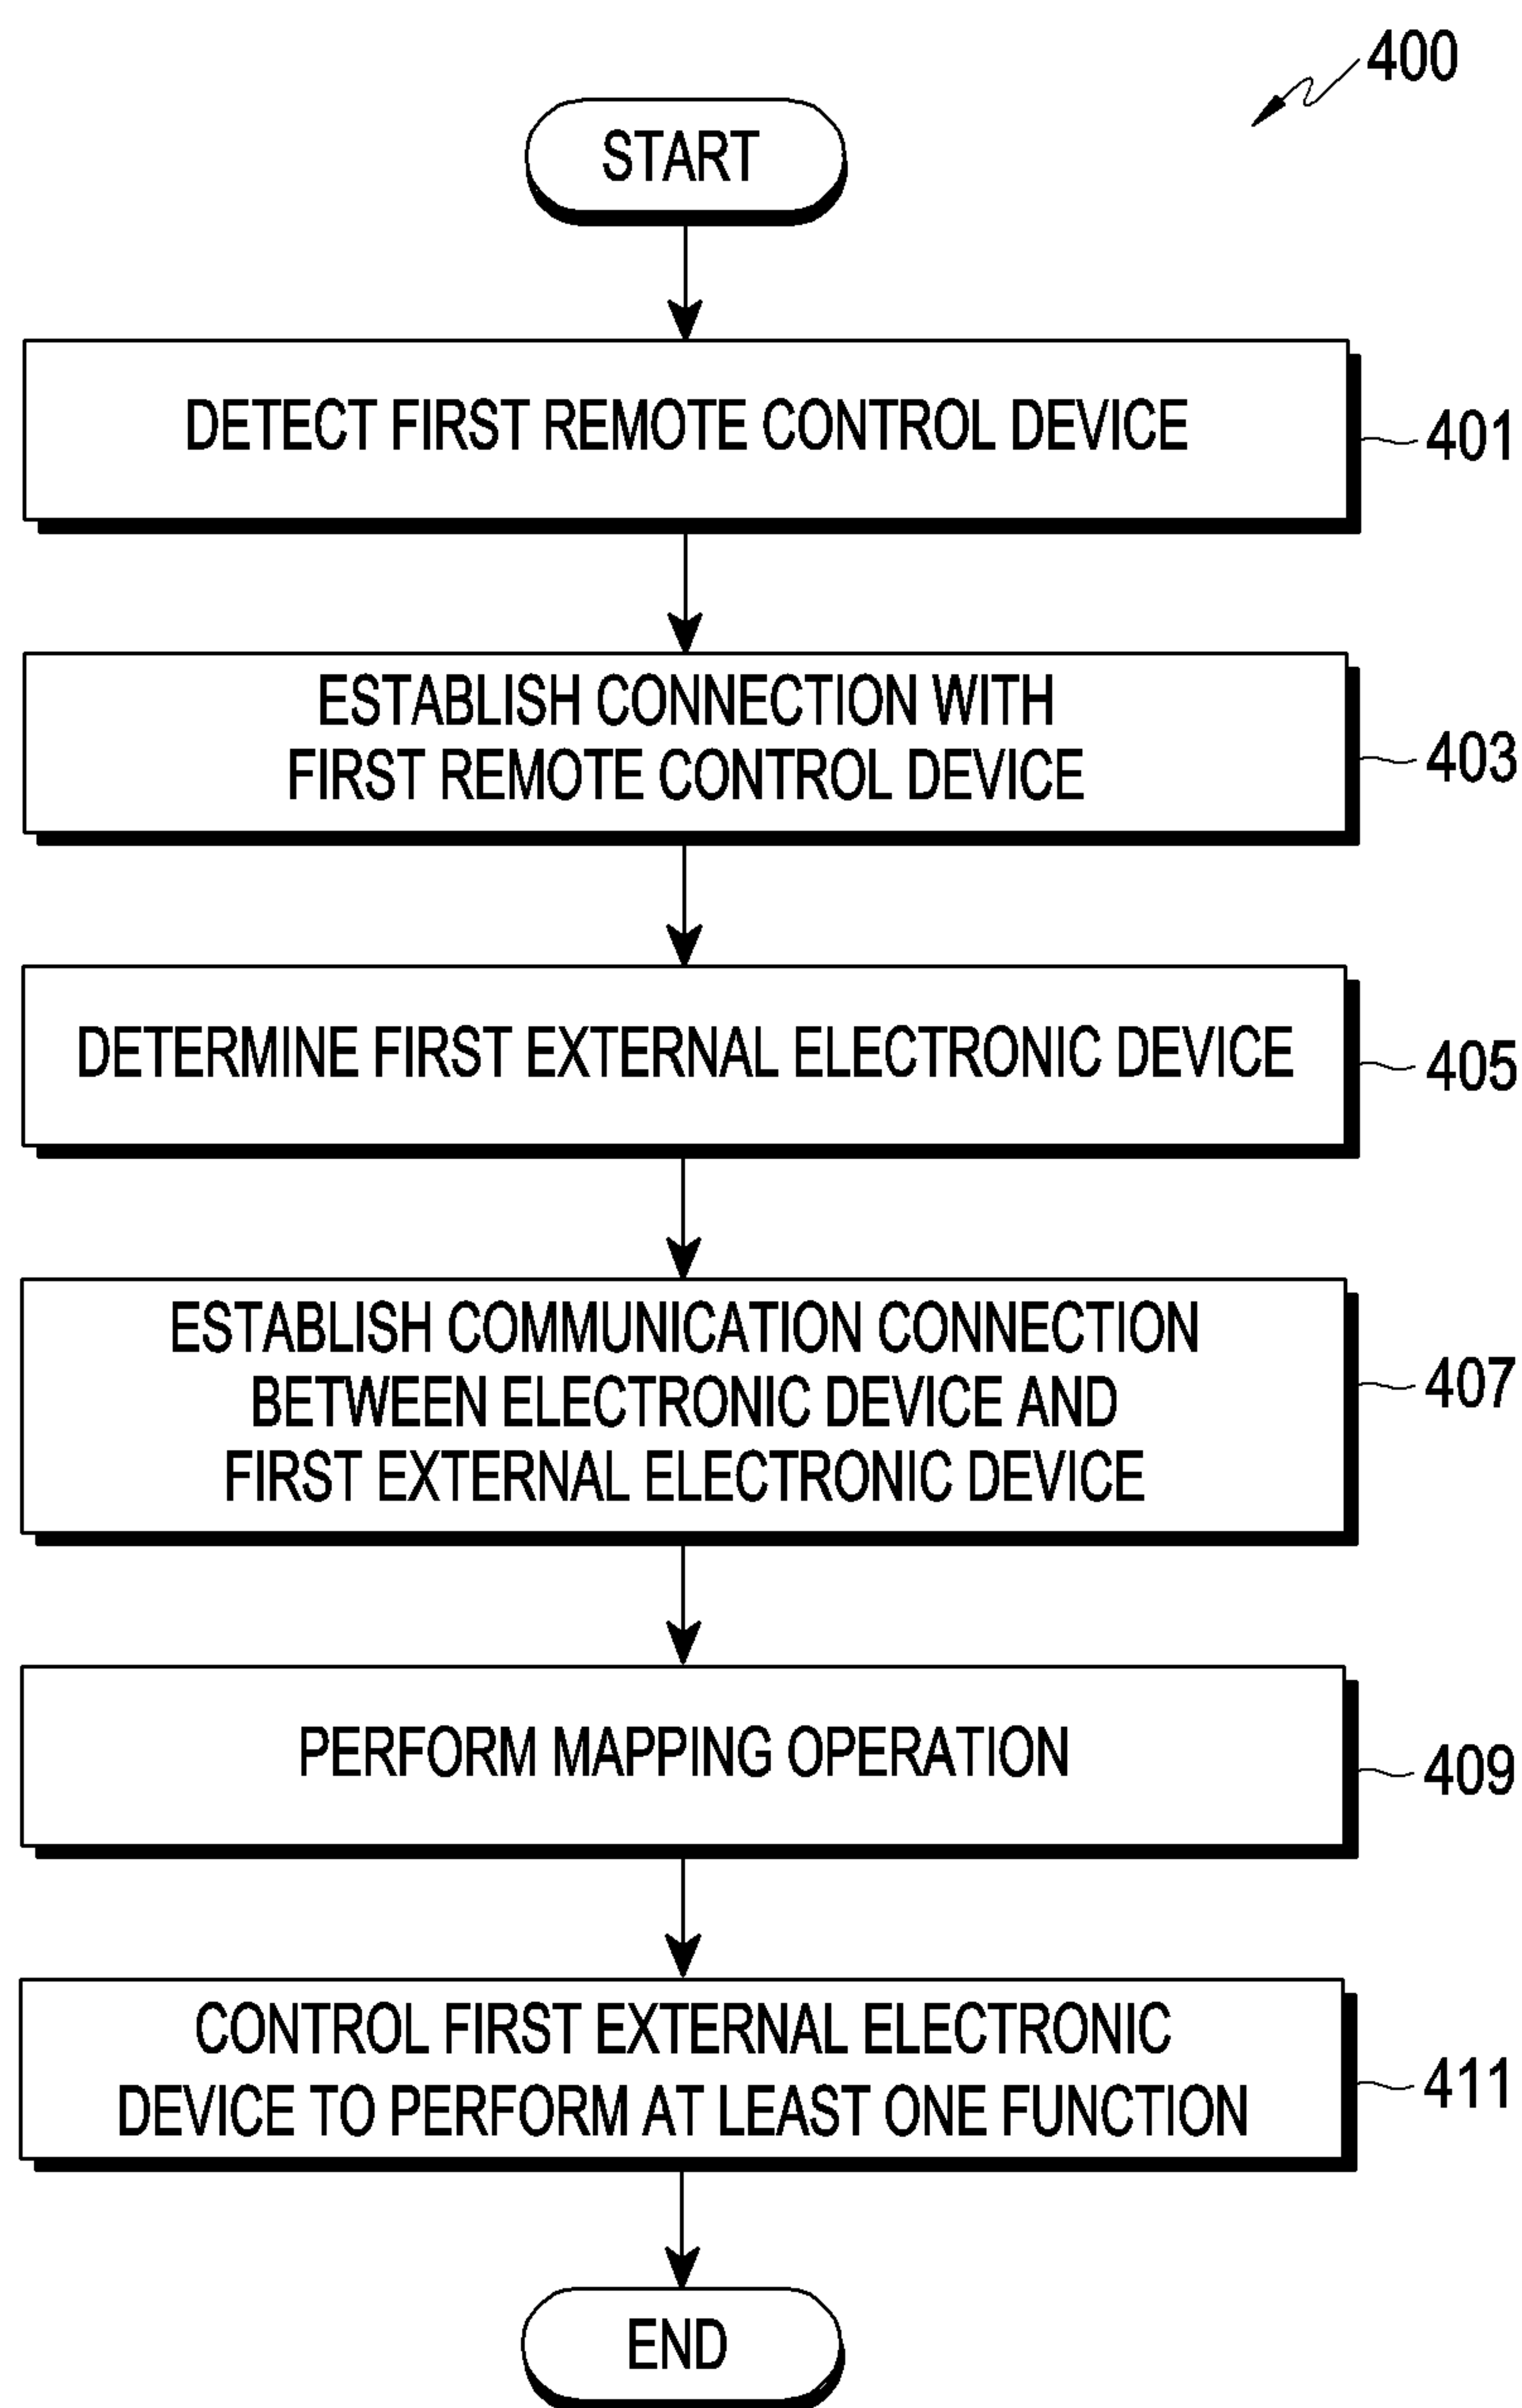 400
START
DETECT FIRST REMOTE CONTROL DEVICE
401
ESTABLISH CONNECTION WITH
FIRST REMOTE CONTROL DEVICE
403
DETERMINE FIRST EXTERNAL ELECTRONIC DEVICE
405
ESTABLISH COMMUNICATION CONNECTION
BETWEEN ELECTRONIC DEVICE AND
FIRST EXTERNAL ELECTRONIC DEVICE
407
PERFORM MAPPING OPERATION
409
CONTROL FIRST EXTERNAL ELECTRONIC
DEVICE TO PERFORM AT LEAST ONE FUNCTION
411
END